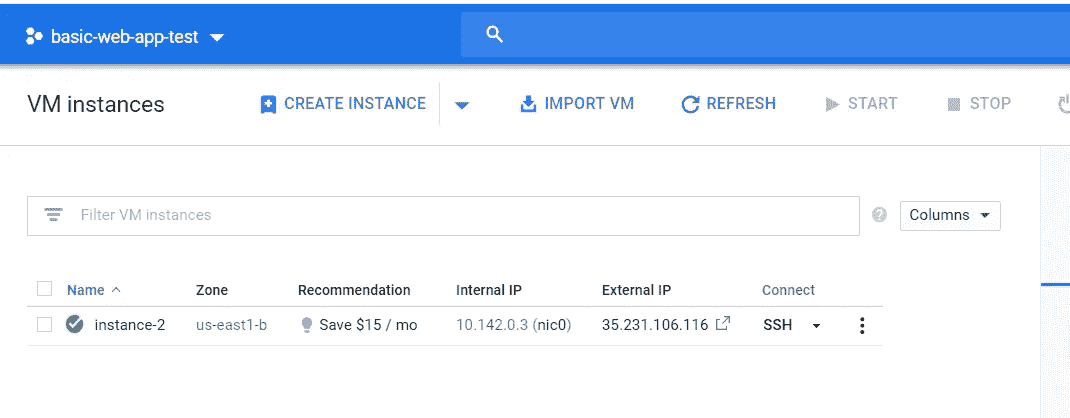 basic-web-app-test
VM instances CREATE INSTANCE IMPORT VM REFRESH START STOP
Filter VM instances Columns
Name Zone Recommendation Internal IP External IP Connect
instance-2 us-east1-b Save $15 / mo 10.142.0.3 (nic0) 35.231.106.116 SSH